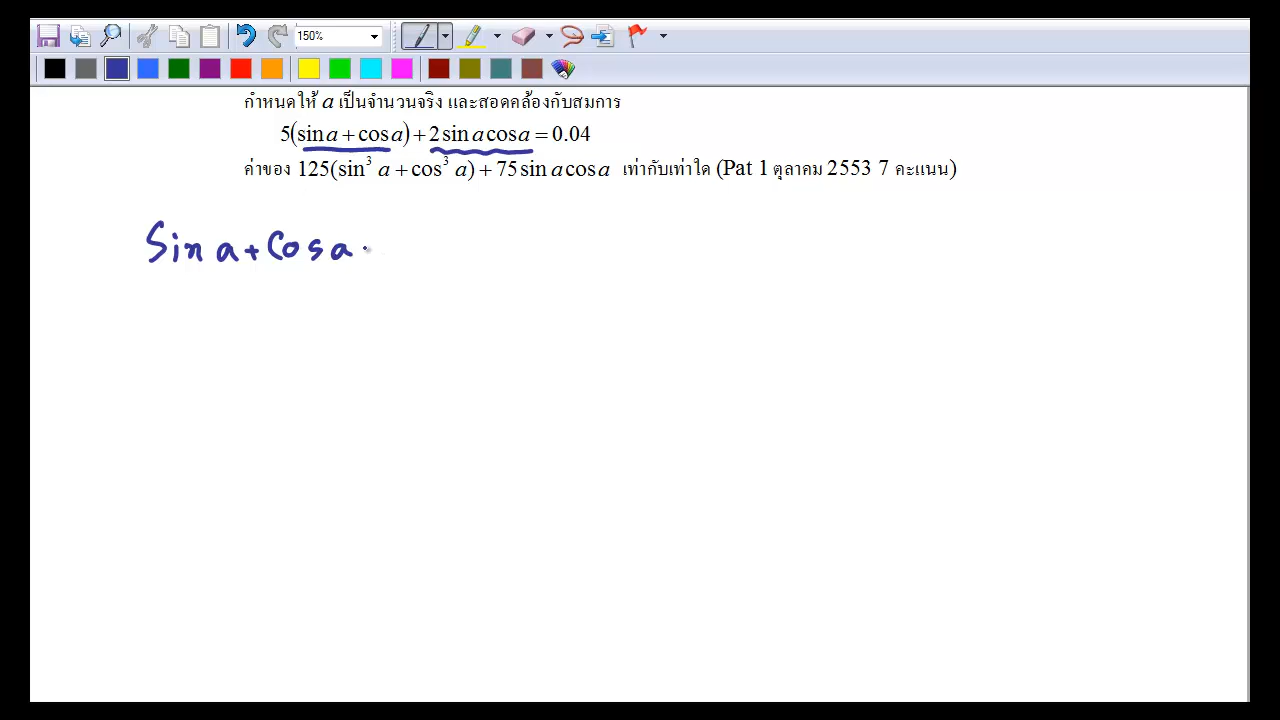 150%
กำหนดให้ a เป็นจำนวนจริง และสอดคล้องกับสมการ
5(sin a + cos a) + 2 sin a cos a = 0.04
ค่าของ 125(sin³ a + cos³ a) + 75 sin a cos a เท่ากับเท่าใด (Pat 1 ตุลาคม 2553 7 คะแนน)
Sin a + Cos a